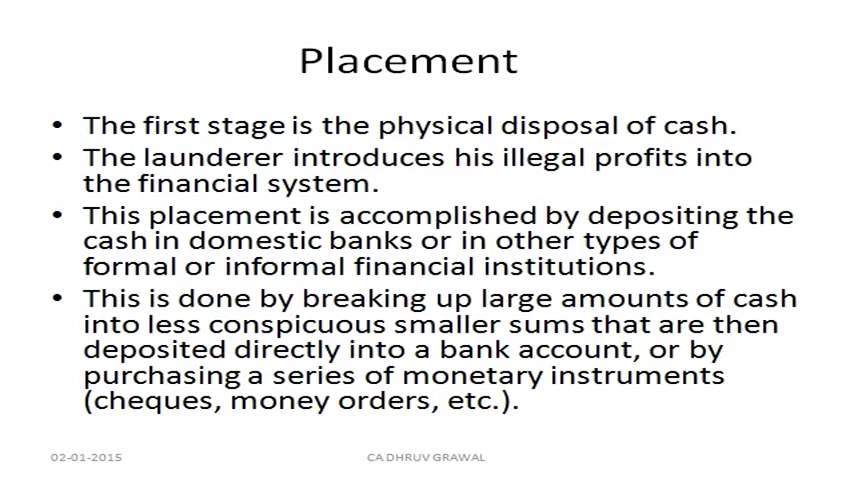 Placement
• The first stage is the physical disposal of cash.
• The launderer introduces his illegal profits into
the financial system.
• This placement is accomplished by depositing the
cash in domestic banks or in other types of
formal or informal financial institutions.
• This is done by breaking up large amounts of cash
into less conspicuous smaller sums that are then
deposited directly into a bank account, or by
purchasing a series of monetary instruments
(cheques, money orders, etc.).
02-01-2015 CA DHRUV GRAWAL